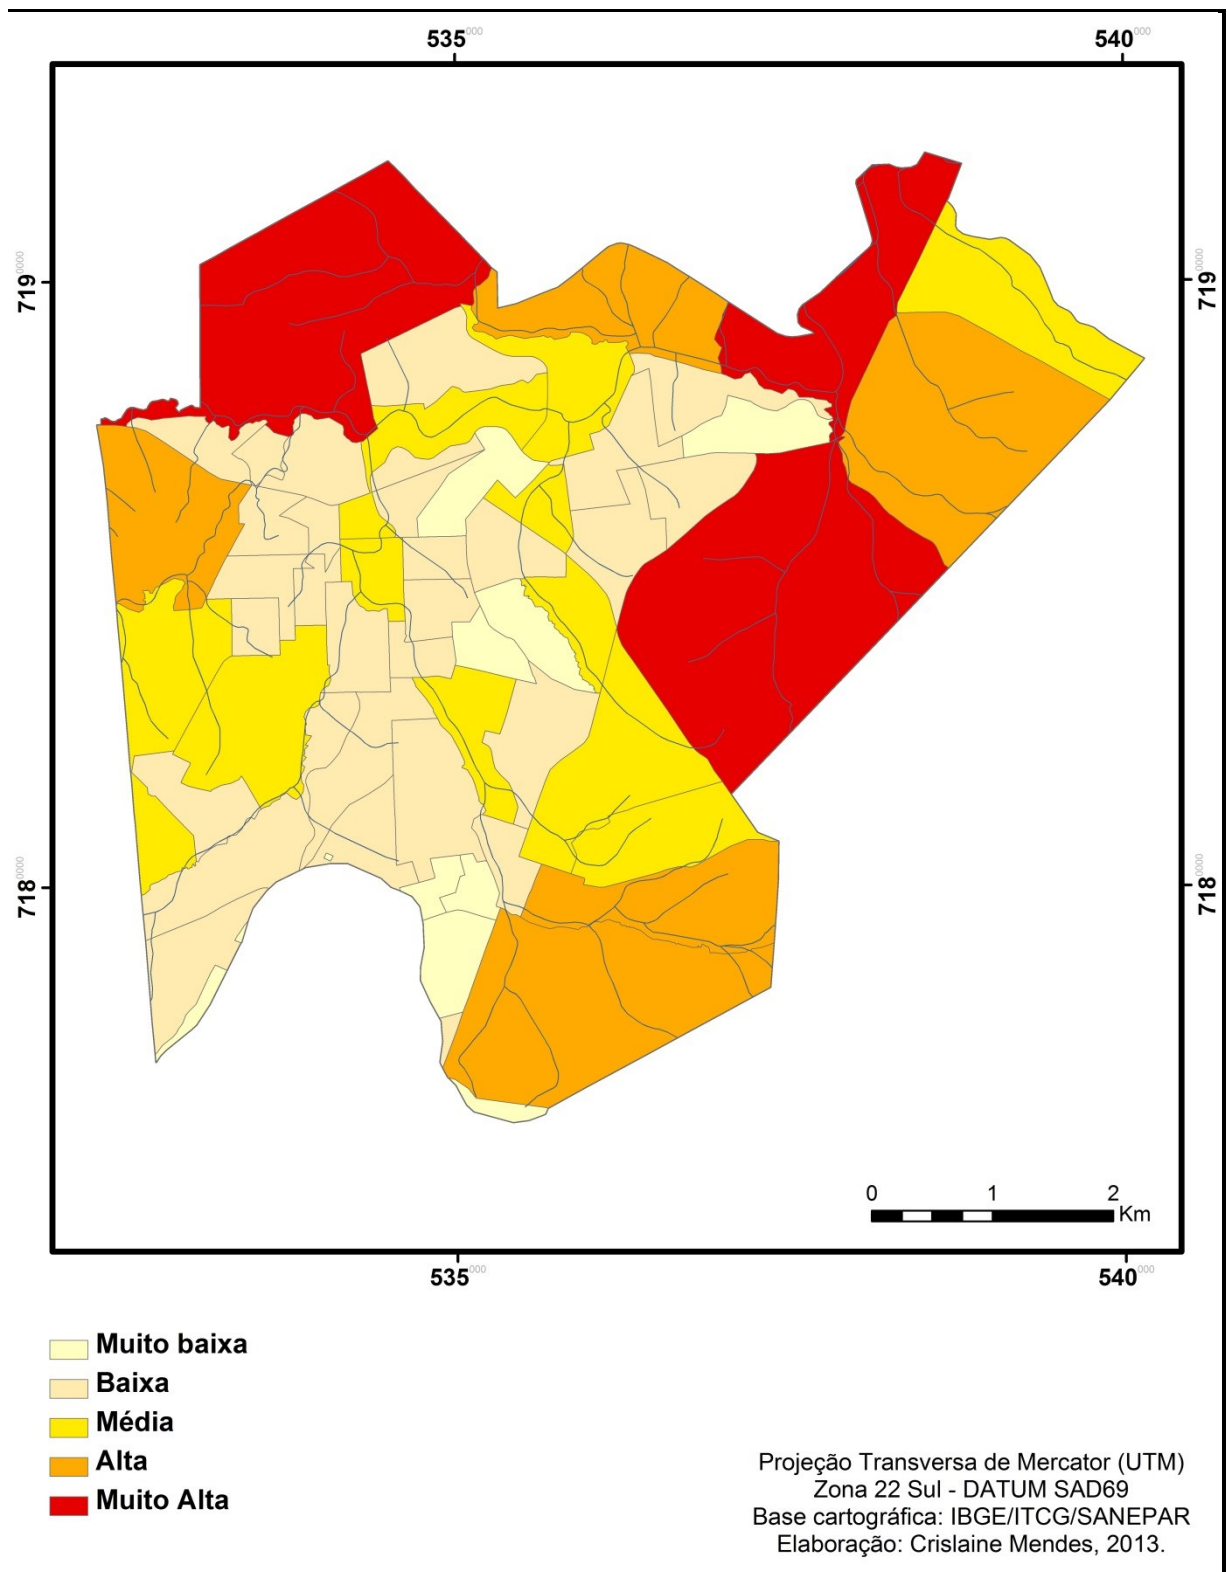 535000 540000
7190000 7190000
7180000 7180000
0 1 2
Km
535000 540000
Muito baixa
Baixa
Média
Alta
Muito Alta
Projeção Transversa de Mercator (UTM)
Zona 22 Sul - DATUM SAD69
Base cartográfica: IBGE/ITCG/SANEPAR
Elaboração: Crislaine Mendes, 2013.